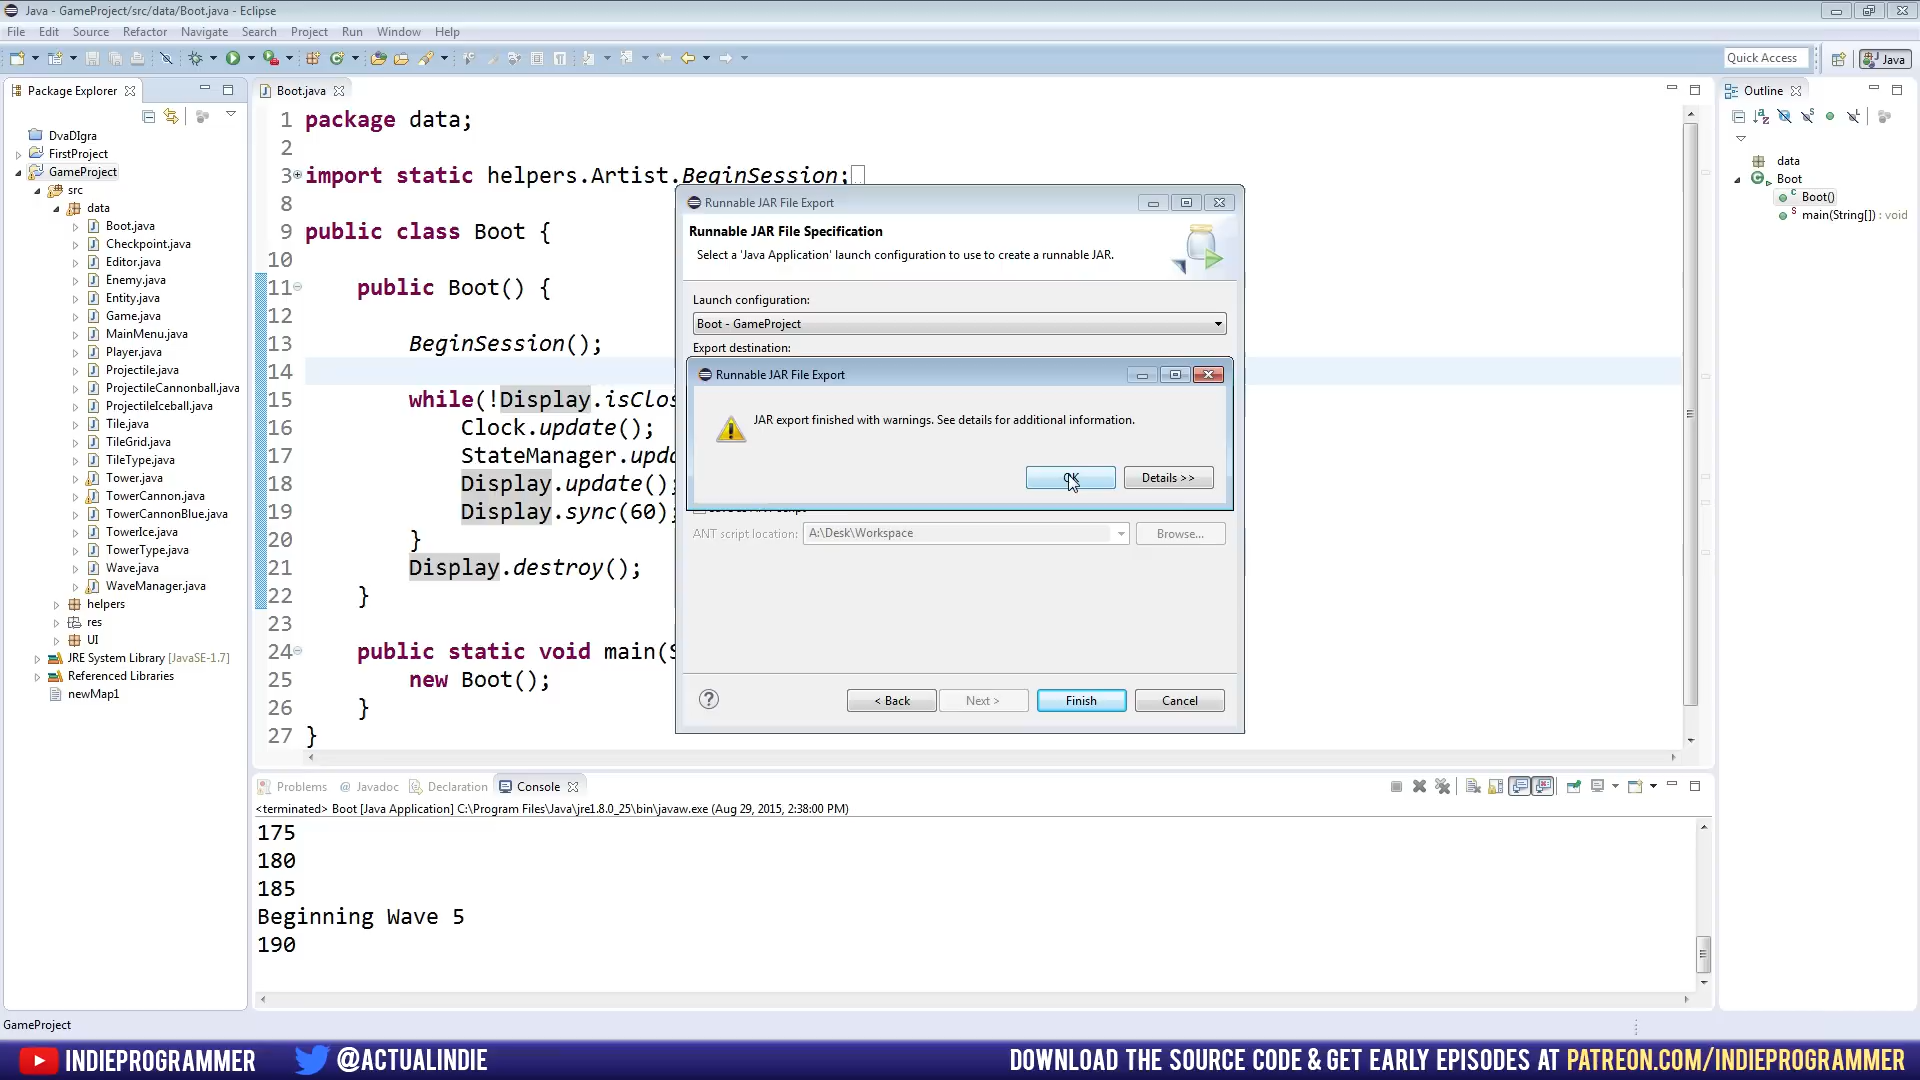 Java - GameProject/src/data/Boot.java - Eclipse
File Edit Source Refactor Navigate Search Project Run Window Help
Quick Access
Java
Package Explorer
DvaDIgra
FirstProject
GameProject
src
data
Boot.java
Checkpoint.java
Editor.java
Enemy.java
Entity.java
Game.java
MainMenu.java
Player.java
Projectile.java
ProjectileCannonball.java
ProjectileIceball.java
Tile.java
TileGrid.java
TileType.java
Tower.java
TowerCannon.java
TowerCannonBlue.java
TowerIce.java
TowerType.java
Wave.java
WaveManager.java
helpers
res
UI
JRE System Library [JavaSE-1.7]
Referenced Libraries
newMap1
Boot.java
1 package data;
2
3 import static helpers.Artist.BeginSession;
8
9 public class Boot {
10
11 public Boot() {
12
13 BeginSession();
14
15 while(!Display.isClos
16 Clock.update();
17 StateManager.upda
18 Display.update();
19 Display.sync(60);
20 }
21 Display.destroy();
22 }
23
24 public static void main(S
25 new Boot();
26 }
27 }
Runnable JAR File Export
Runnable JAR File Specification
Select a 'Java Application' launch configuration to use to create a runnable JAR.
Launch configuration:
Boot - GameProject
Export destination:
Runnable JAR File Export
JAR export finished with warnings. See details for additional information.
OK Details >>
ANT script location: A:\Desk\Workspace Browse...
? < Back Next > Finish Cancel
Outline
data
Boot
Boot()
main(String[]) : void
Problems @ Javadoc Declaration Console
<terminated> Boot [Java Application] C:\Program Files\Java\jre1.8.0_25\bin\javaw.exe (Aug 29, 2015, 2:38:00 PM)
175
180
185
Beginning Wave 5
190
GameProject
INDIEPROGRAMMER @ACTUALINDIE DOWNLOAD THE SOURCE CODE & GET EARLY EPISODES AT PATREON.COM/INDIEPROGRAMMER